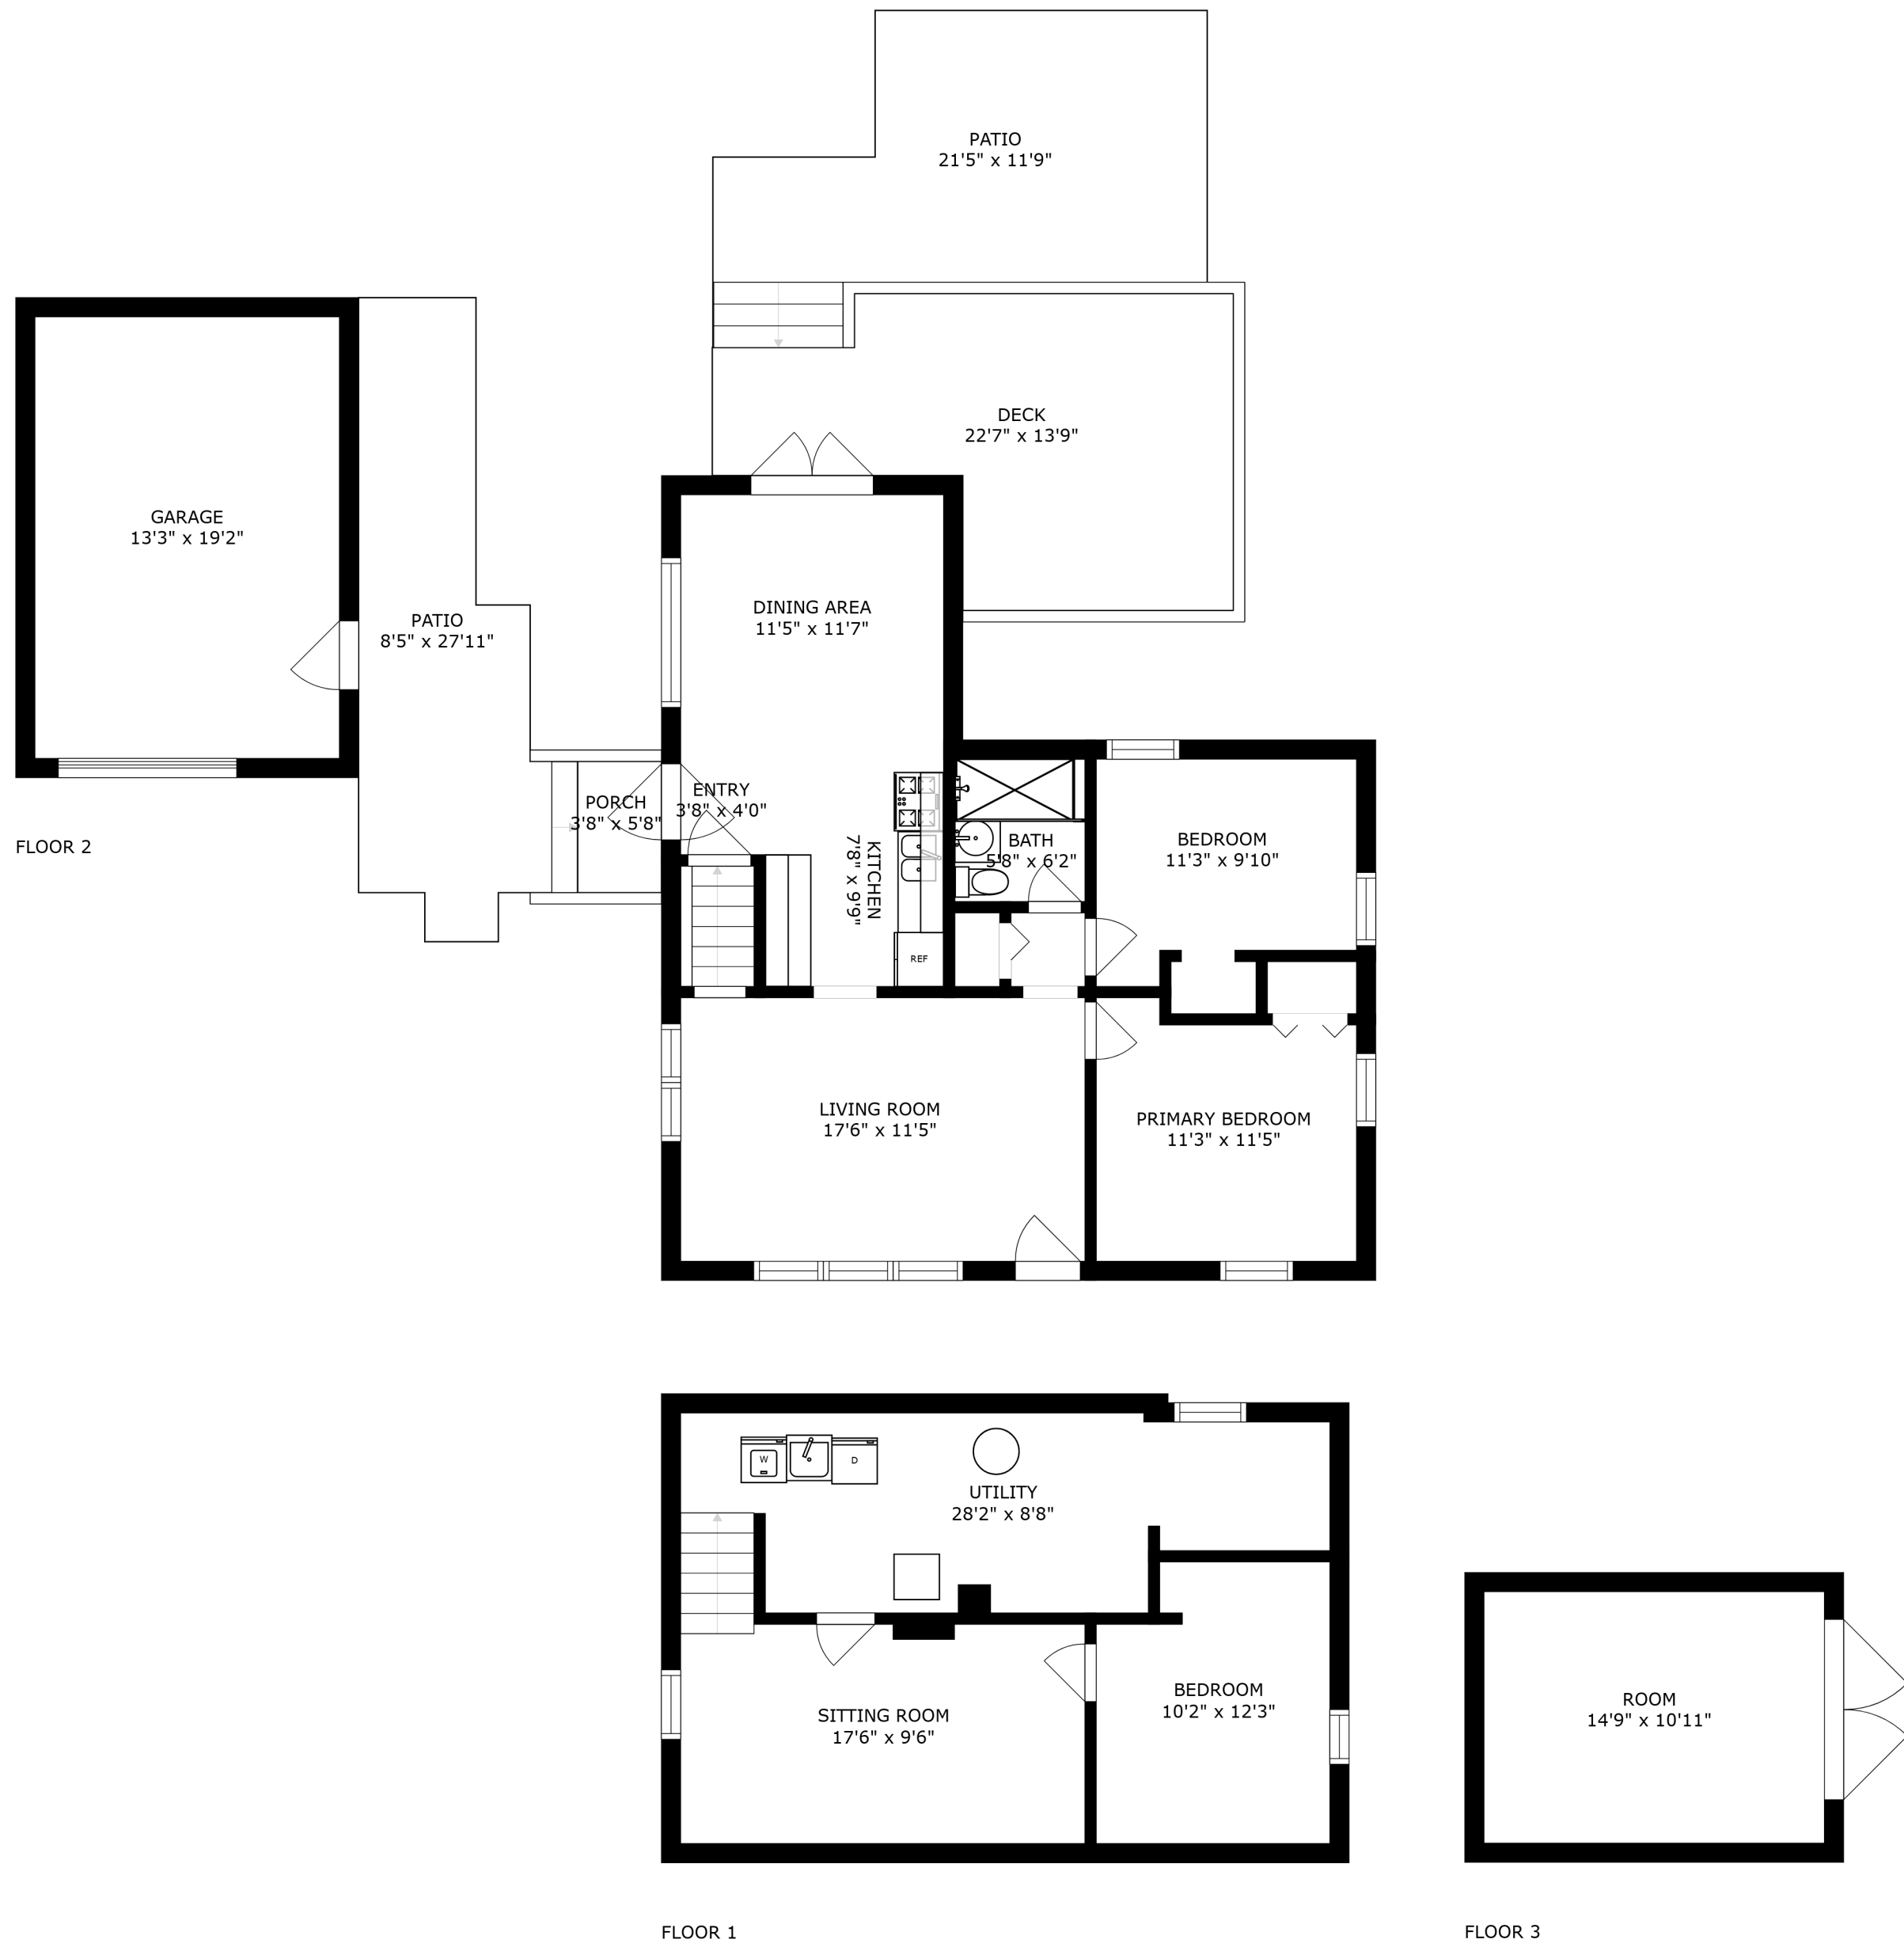 PATIO
21'5" x 11'9"
DECK
22'7" x 13'9"
GARAGE
13'3" x 19'2"
PATIO
8'5" x 27'11"
DINING AREA
11'5" x 11'7"
PORCH
3'8" x 5'8"
ENTRY
3'8" x 4'0"
KITCHEN
7'8" x 9'9"
REF
BATH
5'8" x 6'2"
BEDROOM
11'3" x 9'10"
FLOOR 2
LIVING ROOM
17'6" x 11'5"
PRIMARY BEDROOM
11'3" x 11'5"
W
D
UTILITY
28'2" x 8'8"
SITTING ROOM
17'6" x 9'6"
BEDROOM
10'2" x 12'3"
ROOM
14'9" x 10'11"
FLOOR 1
FLOOR 3